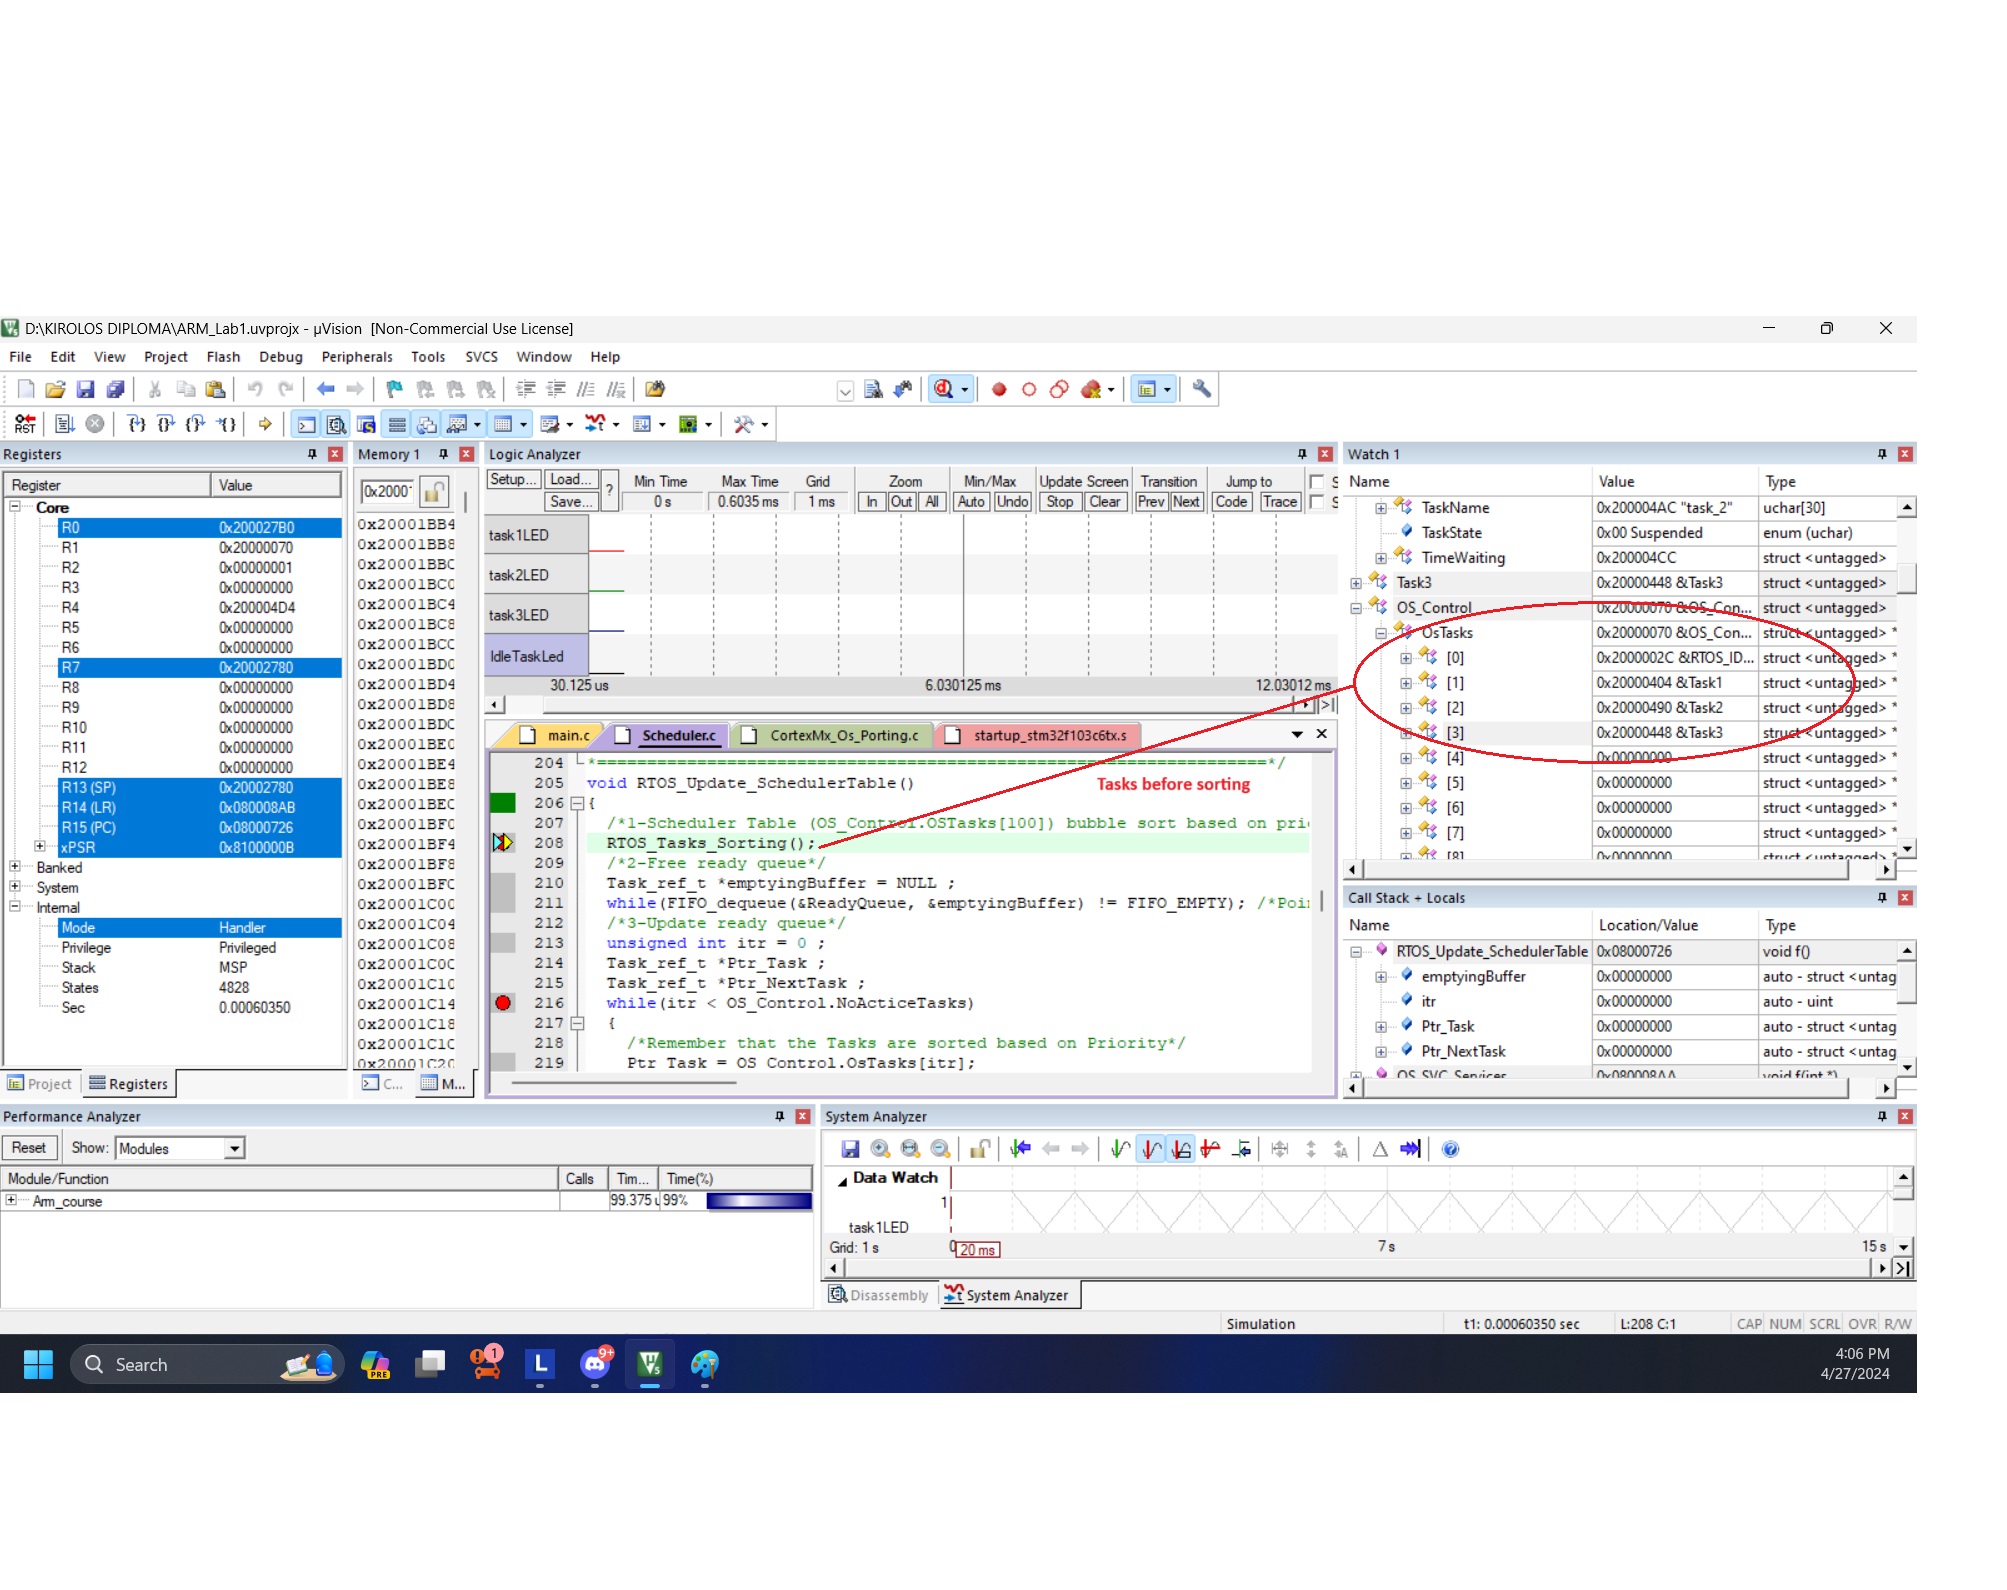 D:\KIROLOS DIPLOMA\ARM_Lab1.uvprojx - µVision [Non-Commercial Use License]
File Edit View Project Flash Debug Peripherals Tools SVCS Window Help
Registers
Register Value
Core
R0 0x200027B0
R1 0x20000070
R2 0x00000001
R3 0x00000000
R4 0x200004D4
R5 0x00000000
R6 0x00000000
R7 0x20002780
R8 0x00000000
R9 0x00000000
R10 0x00000000
R11 0x00000000
R12 0x00000000
R13 (SP) 0x20002780
R14 (LR) 0x080008AB
R15 (PC) 0x08000726
xPSR 0x8100000B
Banked
System
Internal
Mode Handler
Privilege Privileged
Stack MSP
States 4828
Sec 0.00060350
Project Registers
Memory 1
0x2000
0x20001BB4
0x20001BB8
0x20001BBC
0x20001BC0
0x20001BC4
0x20001BC8
0x20001BCC
0x20001BD0
0x20001BD4
0x20001BD8
0x20001BDC
0x20001BE0
0x20001BE4
0x20001BE8
0x20001BEC
0x20001BF0
0x20001BF4
0x20001BF8
0x20001BFC
0x20001C00
0x20001C04
0x20001C08
0x20001C0C
0x20001C10
0x20001C14
0x20001C18
0x20001C1C
0x20001C20
C... M...
Logic Analyzer
Setup... Load... Save... ?
Min Time Max Time Grid Zoom Min/Max Update Screen Transition Jump to
0 s 0.6035 ms 1 ms In Out All Auto Undo Stop Clear Prev Next Code Trace
task1LED
task2LED
task3LED
IdleTaskLed
30.125 us 6.030125 ms 12.03012 ms
main.c Scheduler.c CortexMx_Os_Porting.c startup_stm32f103c6tx.s
204 *===================================================================*/
205 void RTOS_Update_SchedulerTable()
206 {
207 /*1-Scheduler Table (OS_Control.OSTasks[100]) bubble sort based on pri
208 RTOS_Tasks_Sorting();
209 /*2-Free ready queue*/
210 Task_ref_t *emptyingBuffer = NULL ;
211 while(FIFO_dequeue(&ReadyQueue, &emptyingBuffer) != FIFO_EMPTY); /*Poi
212 /*3-Update ready queue*/
213 unsigned int itr = 0 ;
214 Task_ref_t *Ptr_Task ;
215 Task_ref_t *Ptr_NextTask ;
216 while(itr < OS_Control.NoActiceTasks)
217 {
218 /*Remember that the Tasks are sorted based on Priority*/
219 Ptr_Task = OS_Control.OsTasks[itr];
Tasks before sorting
Watch 1
Name Value Type
TaskName 0x200004AC "task_2" uchar[30]
TaskState 0x00 Suspended enum (uchar)
TimeWaiting 0x200004CC struct <untagged>
Task3 0x20000448 &Task3 struct <untagged>
OS_Control 0x20000070 &OS_Con... struct <untagged>
OsTasks 0x20000070 &OS_Con... struct <untagged> *
[0] 0x2000002C &RTOS_ID... struct <untagged> *
[1] 0x20000404 &Task1 struct <untagged> *
[2] 0x20000490 &Task2 struct <untagged> *
[3] 0x20000448 &Task3 struct <untagged> *
[4] 0x00000000 struct <untagged> *
[5] 0x00000000 struct <untagged> *
[6] 0x00000000 struct <untagged> *
[7] 0x00000000 struct <untagged> *
[8] 0x00000000 struct <untagged> *
Call Stack + Locals
Name Location/Value Type
RTOS_Update_SchedulerTable 0x08000726 void f()
emptyingBuffer 0x00000000 auto - struct <untag
itr 0x00000000 auto - uint
Ptr_Task 0x00000000 auto - struct <untag
Ptr_NextTask 0x00000000 auto - struct <untag
OS_SVC_Services 0x080008AA void f(int *)
Performance Analyzer
Reset Show: Modules
Module/Function Calls Tim... Time(%)
Arm_course 99.375 u 99%
System Analyzer
Data Watch
1
task1LED
Grid: 1 s 0 20 ms 7 s 15 s
Disassembly System Analyzer
Simulation t1: 0.00060350 sec L:208 C:1 CAP NUM SCRL OVR R/W
Search
PRE
1
L
9+
4:06 PM
4/27/2024